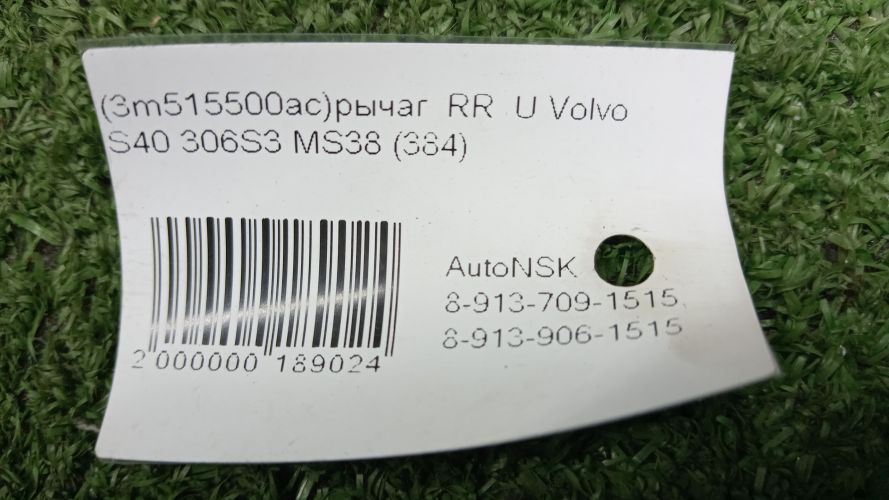 (3m515500ac)рычаг RR U Volvo
S40 306S3 MS38 (384)
AutoNSK
8-913-709-1515,
8-913-906-1515
2 000000 189024